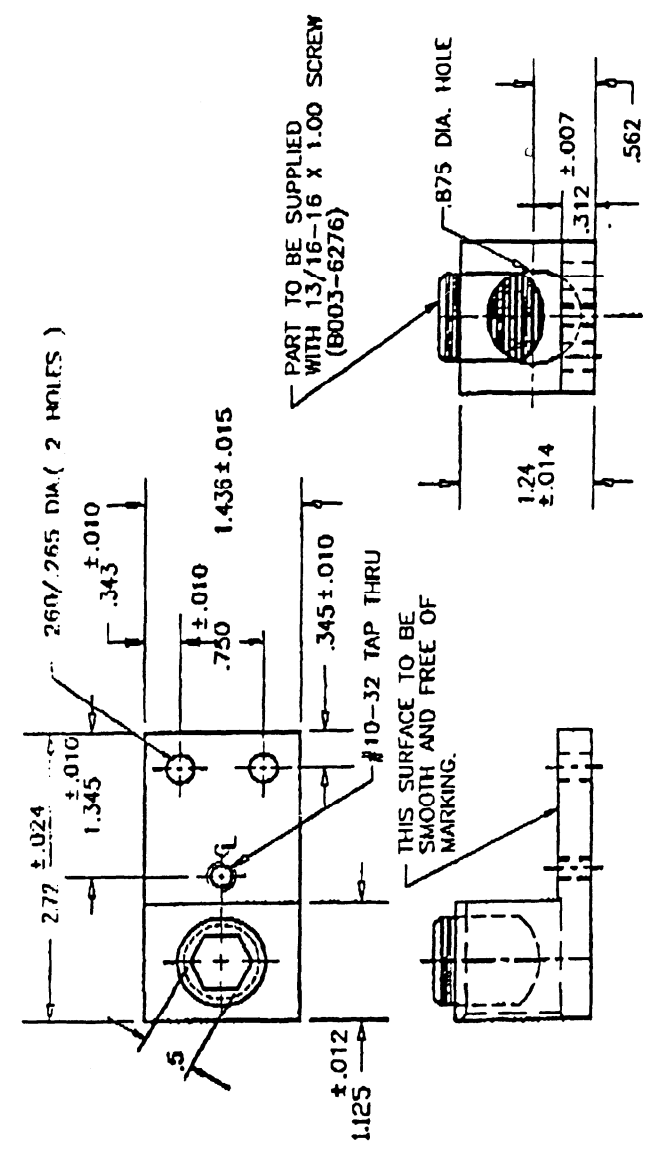 .260/.265 DIA.( 2 HOLES )
PART TO BE SUPPLIED
WITH 13/16-16 X 1.00 SCREW
(B003-6276)
.875 DIA. HOLE
2.77 ±.024
1.345 ±.010
.343 ±.010
.750 ±.010
1.436±.015
.345±.010
#10-32 TAP THRU
CL
THIS SURFACE TO BE
SMOOTH AND FREE OF
MARKING.
.5
1.125 ±.012
1.24
±.014
.312 ±.007
.562